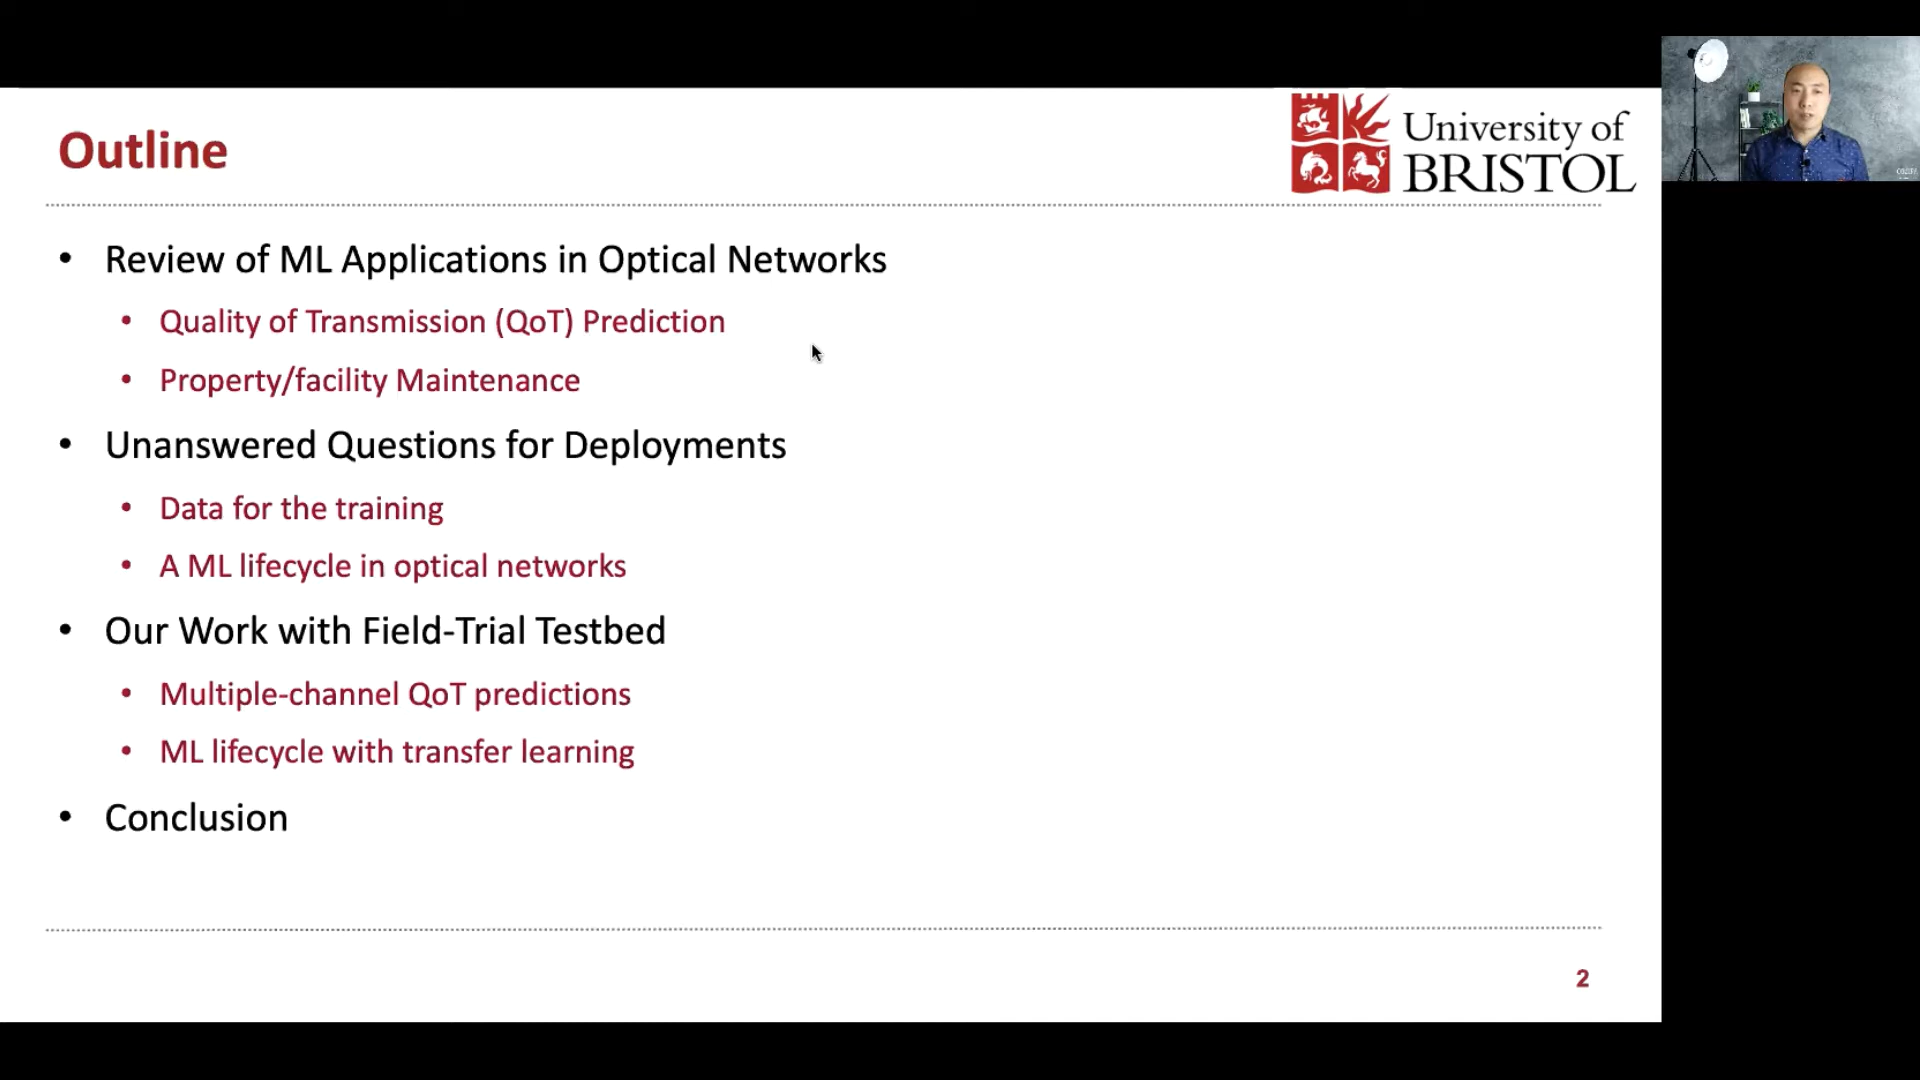 Outline
University of
BRISTOL
• Review of ML Applications in Optical Networks
• Quality of Transmission (QoT) Prediction
• Property/facility Maintenance
• Unanswered Questions for Deployments
• Data for the training
• A ML lifecycle in optical networks
• Our Work with Field-Trial Testbed
• Multiple-channel QoT predictions
• ML lifecycle with transfer learning
• Conclusion
2